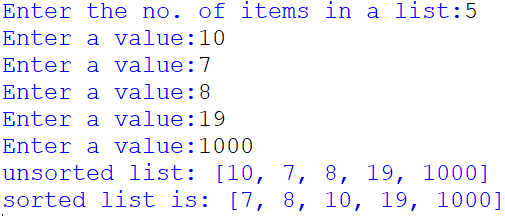 Enter the no. of items in a list:5
Enter a value:10
Enter a value:7
Enter a value:8
Enter a value:19
Enter a value:1000
unsorted list: [10, 7, 8, 19, 1000]
sorted list is: [7, 8, 10, 19, 1000]